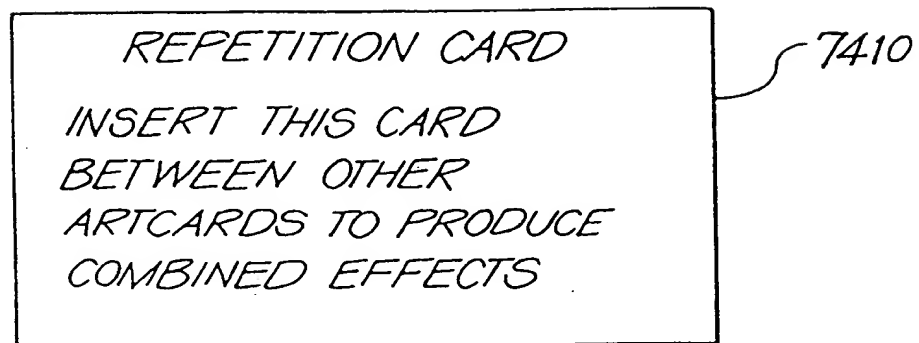 REPETITION CARD
7410
INSERT THIS CARD
BETWEEN OTHER
ARTCARDS TO PRODUCE
COMBINED EFFECTS